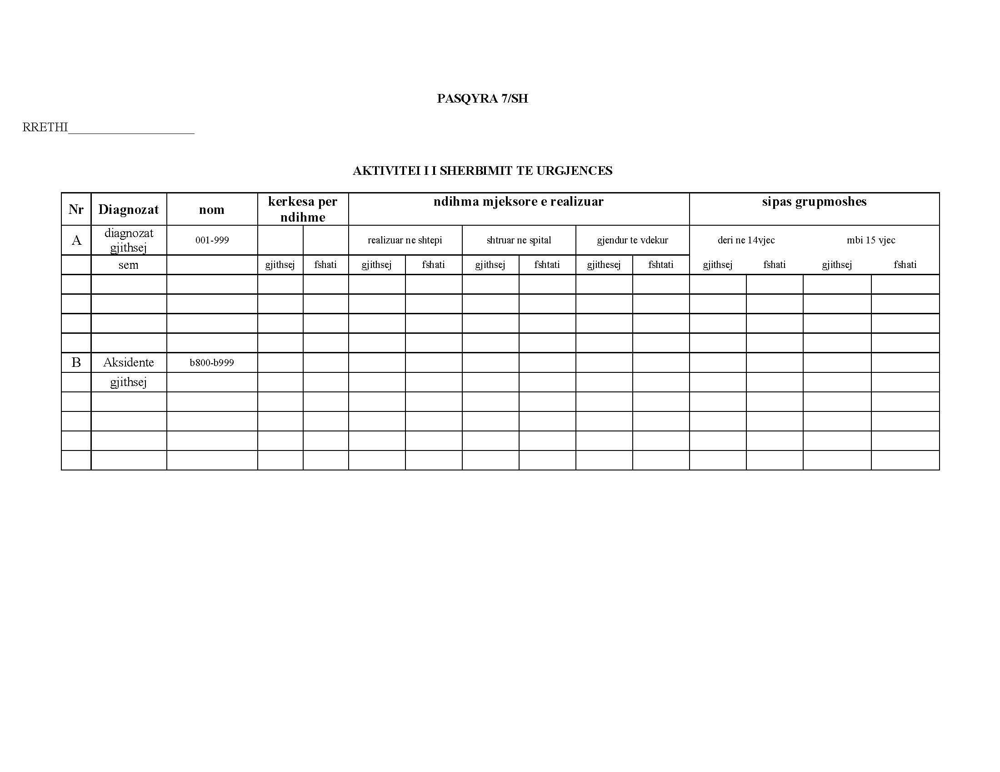 PASQYRA 7/SH
RRETHI____________________
AKTIVITEI I I SHERBIMIT TE URGJENCES
Nr Diagnozat nom kerkesa per ndihme ndihma mjeksore e realizuar sipas grupmoshes
A diagnozat gjithsej 001-999 realizuar ne shtepi shtruar ne spital gjendur te vdekur deri ne 14vjec mbi 15 vjec
sem gjithsej fshati gjithsej fshati gjithsej fshtati gjithesej fshtati gjithsej fshati gjithsej fshati
B Aksidente b800-b999
gjithsej